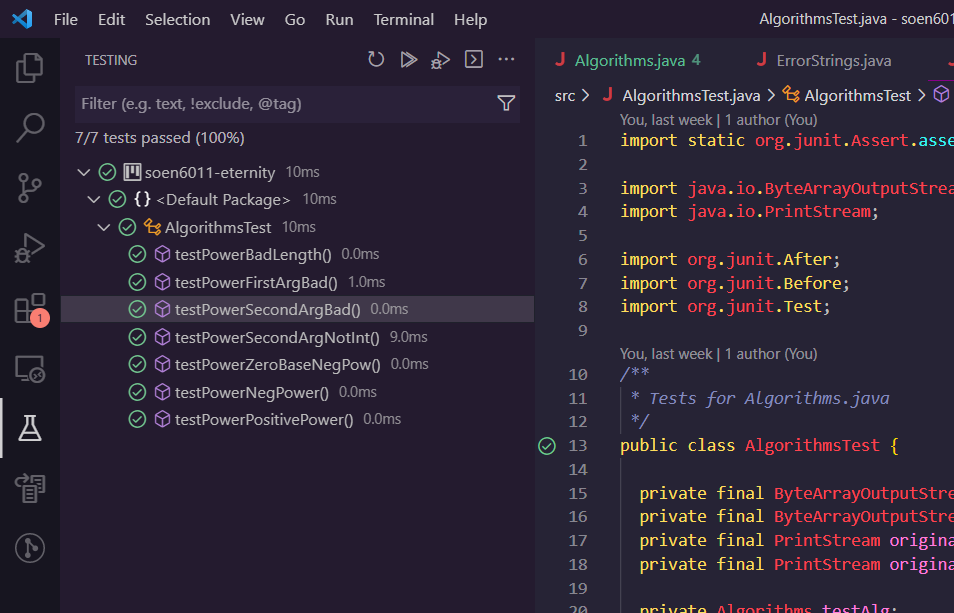 File Edit Selection View Go Run Terminal Help AlgorithmsTest.java - soen601
TESTING
Filter (e.g. text, !exclude, @tag)
7/7 tests passed (100%)
soen6011-eternity 10ms
{} <Default Package> 10ms
AlgorithmsTest 10ms
testPowerBadLength() 0.0ms
testPowerFirstArgBad() 1.0ms
testPowerSecondArgBad() 0.0ms
testPowerSecondArgNotInt() 9.0ms
testPowerZeroBaseNegPow() 0.0ms
testPowerNegPower() 0.0ms
testPowerPositivePower() 0.0ms
1
J Algorithms.java 4 J ErrorStrings.java
src > J AlgorithmsTest.java > AlgorithmsTest >
You, last week | 1 author (You)
1 import static org.junit.Assert.asse
2
3 import java.io.ByteArrayOutputStrea
4 import java.io.PrintStream;
5
6 import org.junit.After;
7 import org.junit.Before;
8 import org.junit.Test;
9
You, last week | 1 author (You)
10 /**
11 * Tests for Algorithms.java
12 */
13 public class AlgorithmsTest {
14
15 private final ByteArrayOutputStre
16 private final ByteArrayOutputStre
17 private final PrintStream origina
18 private final PrintStream origina
19
20 private Algorithms testAlg;